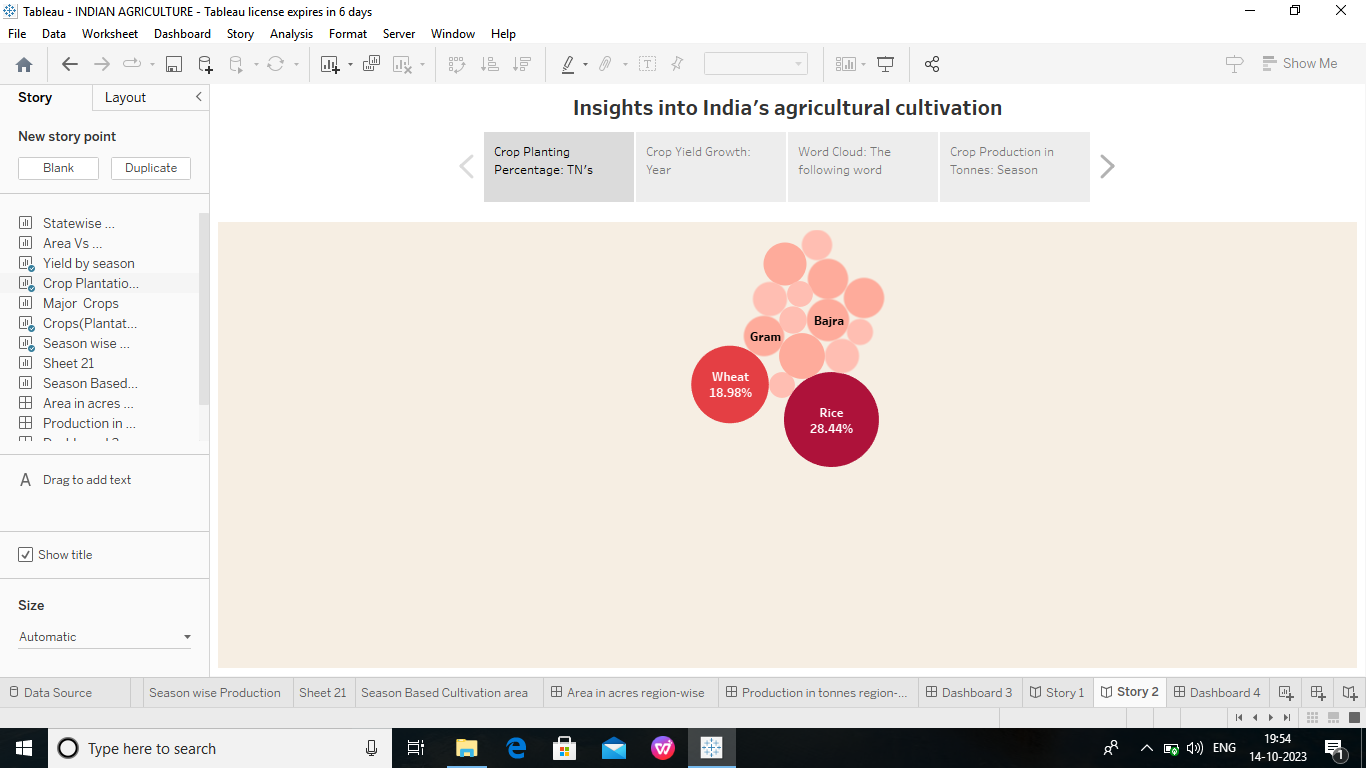 Tableau - INDIAN AGRICULTURE - Tableau license expires in 6 days
File Data Worksheet Dashboard Story Analysis Format Server Window Help
Show Me
Story Layout
Insights into India's agricultural cultivation
New story point
Blank Duplicate
Crop Planting
Percentage: TN's
Crop Yield Growth:
Year
Word Cloud: The
following word
Crop Production in
Tonnes: Season
Statewise ...
Area Vs ...
Yield by season
Crop Plantatio...
Major Crops
Crops(Plantat...
Season wise ...
Sheet 21
Season Based...
Area in acres ...
Production in ...
Bajra
Gram
Wheat
18.98%
Rice
28.44%
A Drag to add text
Show title
Size
Automatic
Data Source Season wise Production Sheet 21 Season Based Cultivation area Area in acres region-wise Production in tonnes region-... Dashboard 3 Story 1 Story 2 Dashboard 4
Type here to search
ENG
19:54
14-10-2023
1